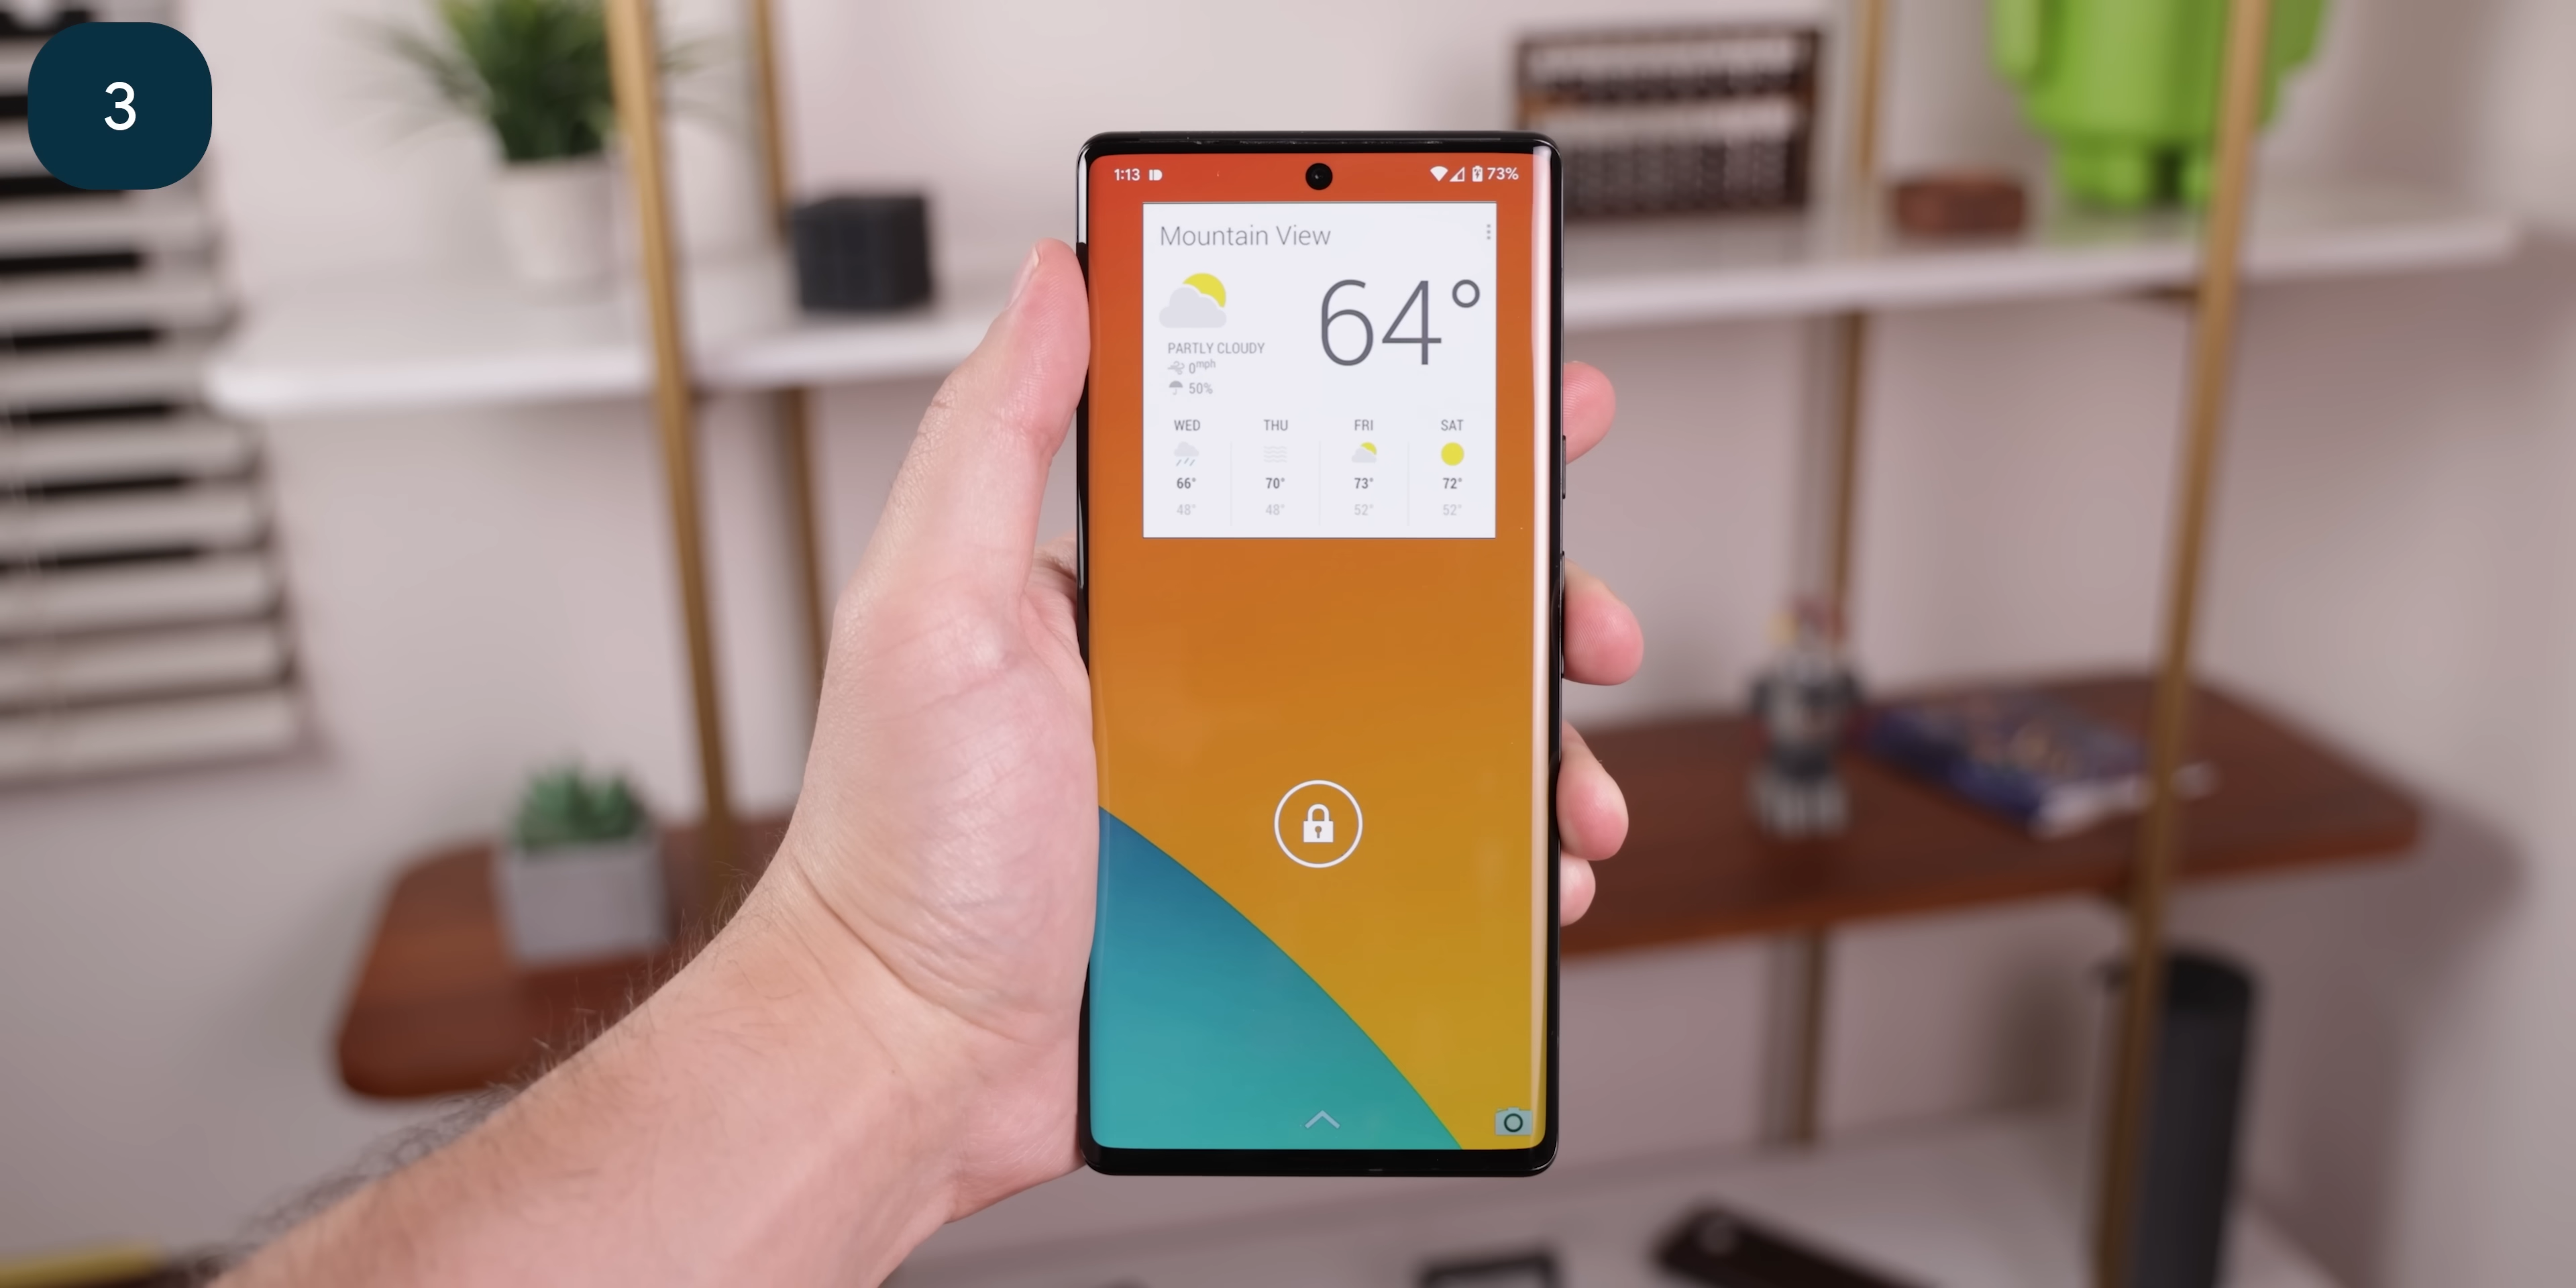 3
1:13
73%
Mountain View
64°
PARTLY CLOUDY
0mph
50%
WED THU FRI SAT
66° 70° 73° 72°
48° 48° 52° 52°